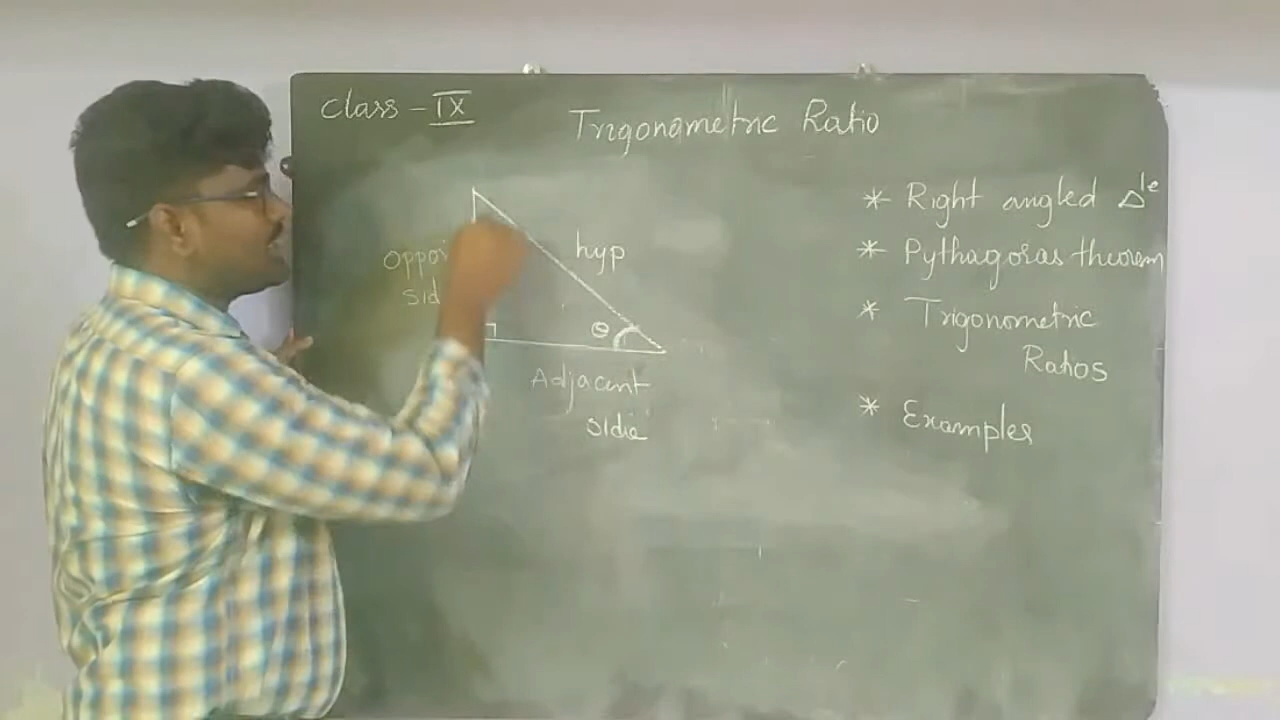 Class - IX
Trigonometric Ratio
hyp
θ
Adjacent
side
* Right angled Δle
* Pythagoras theorem
* Trigonometric
Ratios
* Examples